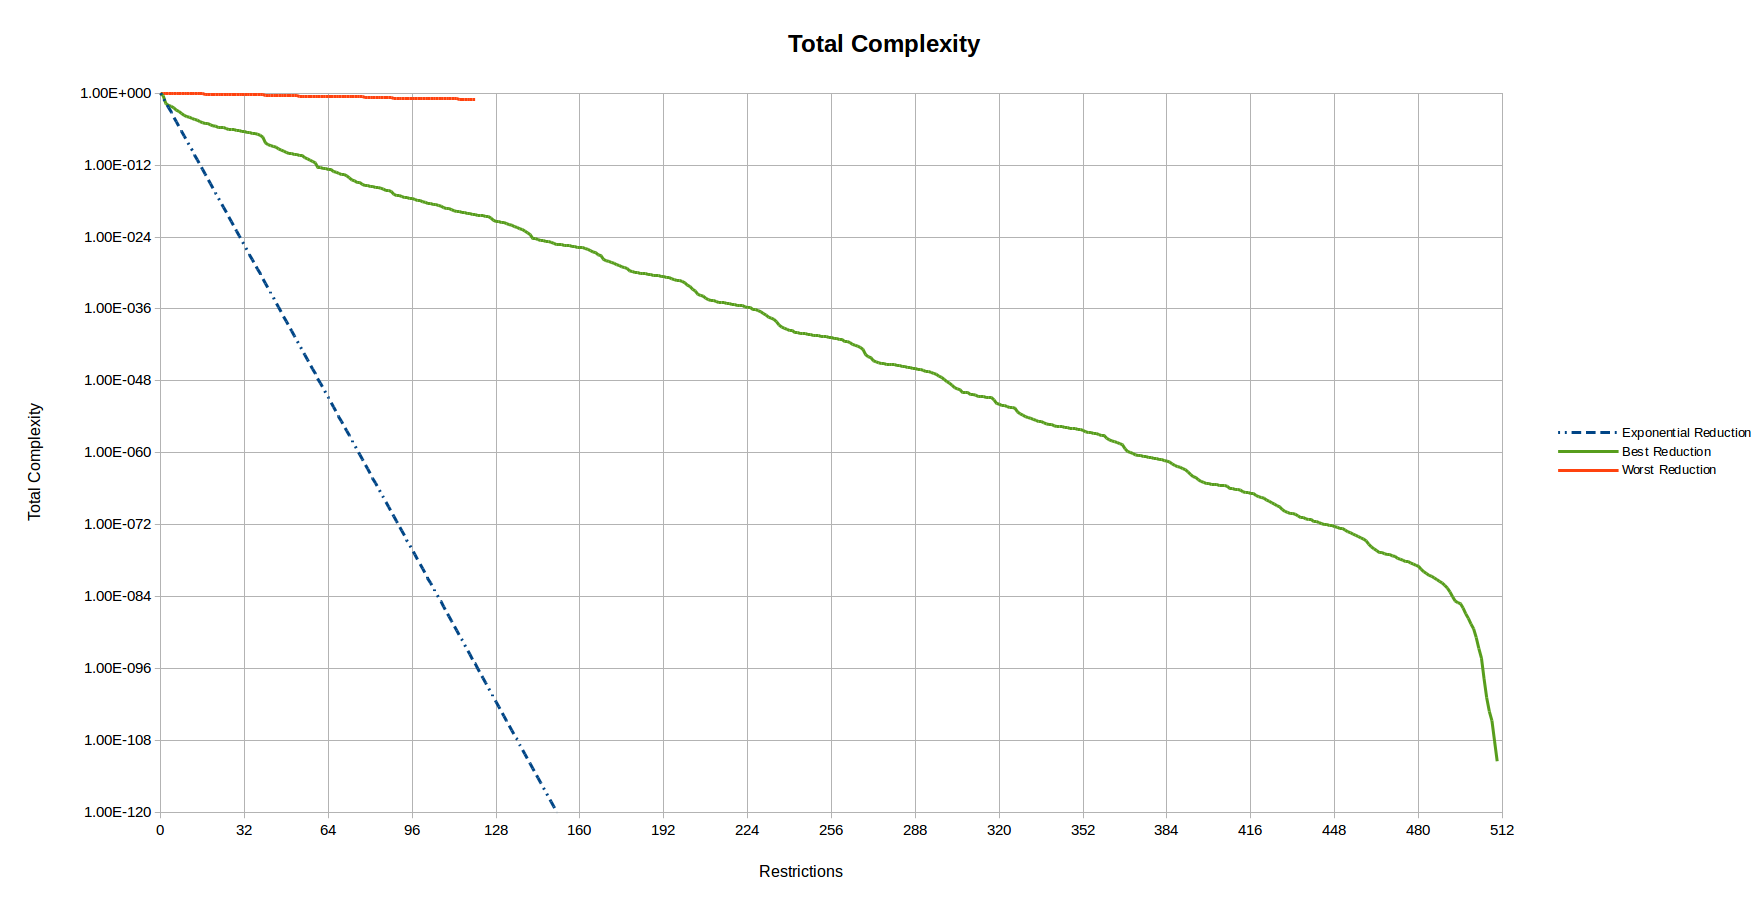 Total Complexity
1.00E+000
1.00E-012
1.00E-024
1.00E-036
1.00E-048
1.00E-060
1.00E-072
1.00E-084
1.00E-096
1.00E-108
1.00E-120
Total Complexity
0 32 64 96 128 160 192 224 256 288 320 352 384 416 448 480 512
Restrictions
Exponential Reduction
Best Reduction
Worst Reduction